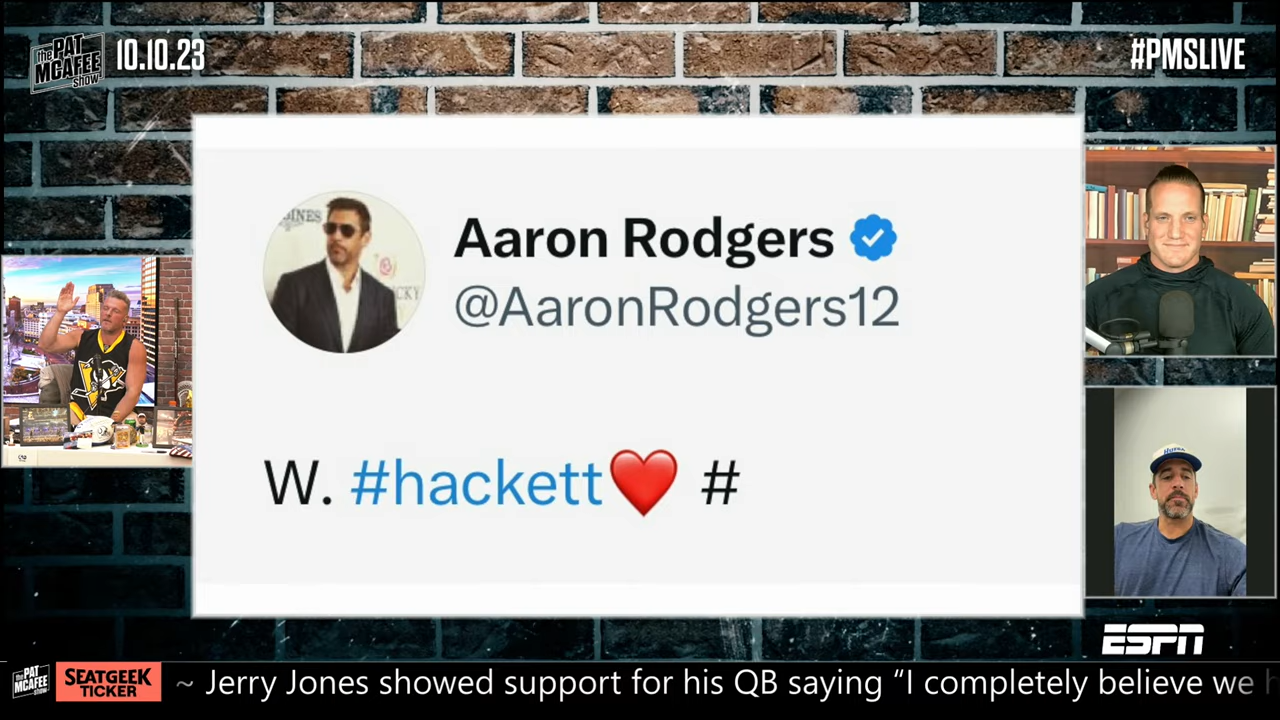 the PAT MCAFEE show
10.10.23
#PMSLIVE
Aaron Rodgers
@AaronRodgers12
W. #hackett❤️ #
ESPN
the PAT MCAFEE show
SEATGEEK
TICKER
~ Jerry Jones showed support for his QB saying “I completely believe we